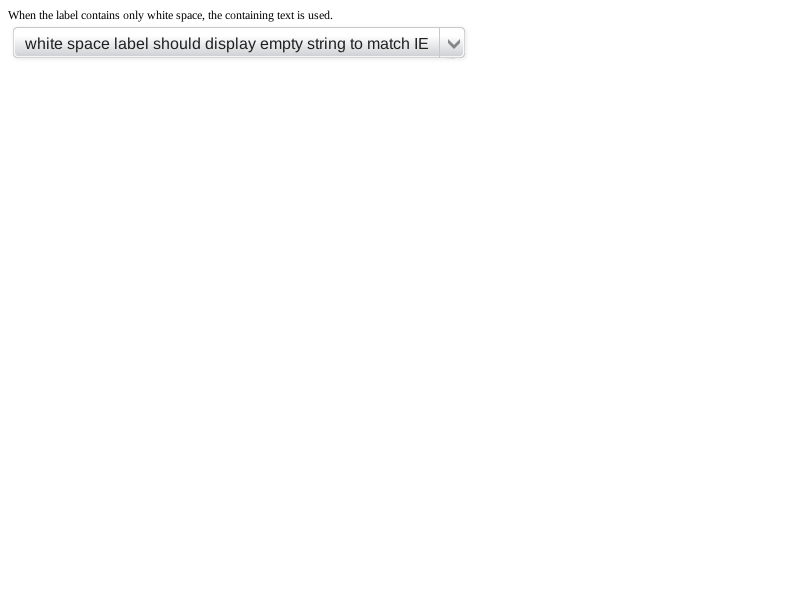 When the label contains only white space, the containing text is used.
white space label should display empty string to match IE